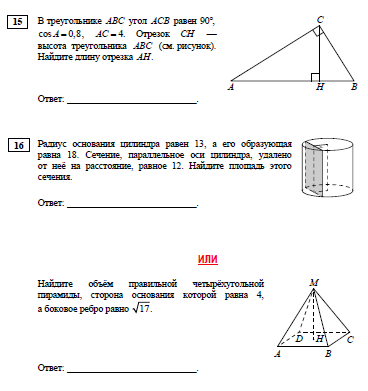 15
В треугольнике ABC угол ACB равен 90°,
cos A = 0,8, AC = 4. Отрезок CH —
высота треугольника ABC (см. рисунок).
Найдите длину отрезка AH.
C
A H B
Ответ: ___________________________.
16
Радиус основания цилиндра равен 13, а его образующая
равна 18. Сечение, параллельное оси цилиндра, удалено
от неё на расстояние, равное 12. Найдите площадь этого
сечения.
Ответ: ___________________________.
ИЛИ
Найдите объём правильной четырёхугольной
пирамиды, сторона основания которой равна 4,
а боковое ребро равно √17.
M
D H C
A B
Ответ: ___________________________.